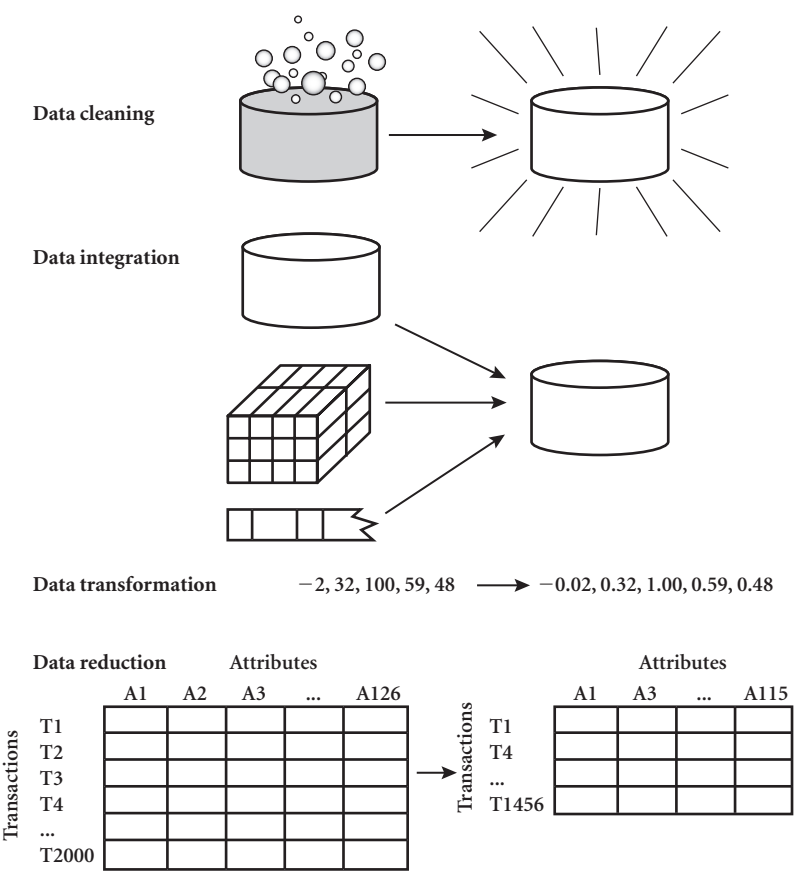 Data cleaning
Data integration
Data transformation −2, 32, 100, 59, 48 −0.02, 0.32, 1.00, 0.59, 0.48
Data reduction Attributes
A1 A2 A3 ... A126
Transactions
T1
T2
T3
T4
...
T2000
Attributes
A1 A3 ... A115
Transactions
T1
T4
...
T1456